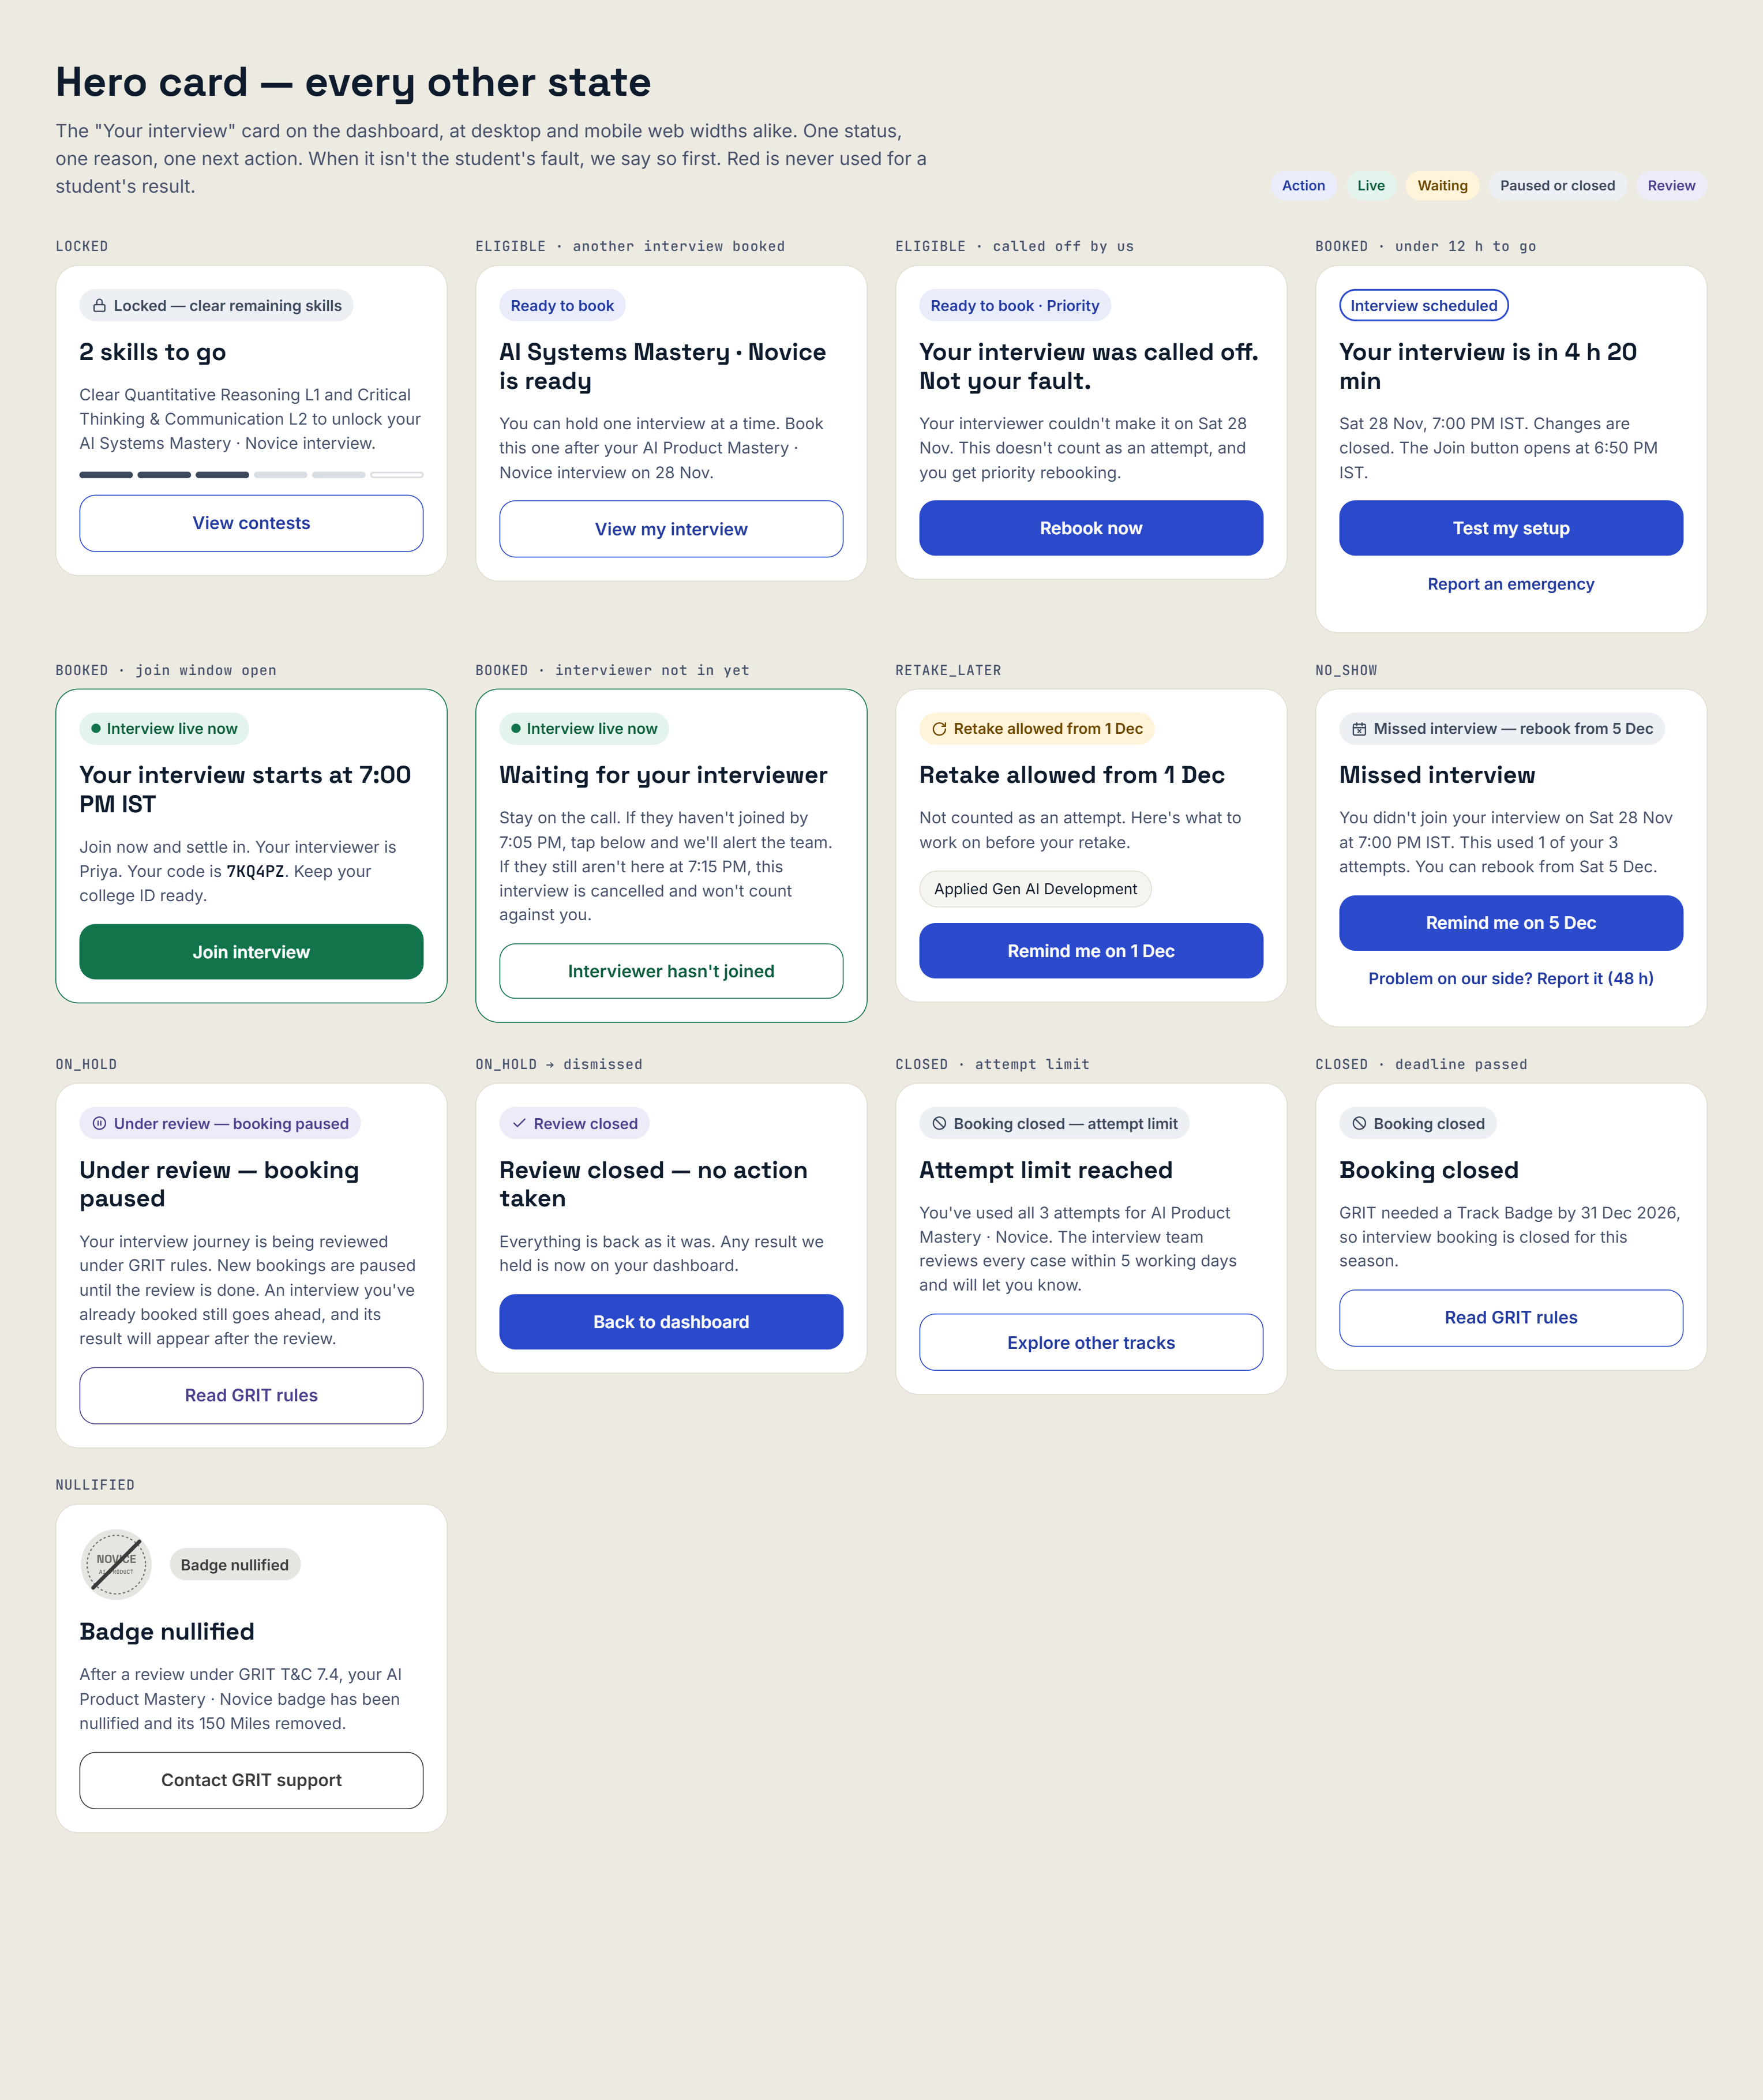 Hero card — every other state
The "Your interview" card on the dashboard, at desktop and mobile web widths alike. One status,
one reason, one next action. When it isn't the student's fault, we say so first. Red is never used for a
student's result.
Action
Live
Waiting
Paused or closed
Review
LOCKED
Locked — clear remaining skills
2 skills to go
Clear Quantitative Reasoning L1 and Critical
Thinking & Communication L2 to unlock your
AI Systems Mastery · Novice interview.
View contests
ELIGIBLE · another interview booked
Ready to book
AI Systems Mastery · Novice
is ready
You can hold one interview at a time. Book
this one after your AI Product Mastery ·
Novice interview on 28 Nov.
View my interview
ELIGIBLE · called off by us
Ready to book · Priority
Your interview was called off.
Not your fault.
Your interviewer couldn't make it on Sat 28
Nov. This doesn't count as an attempt, and
you get priority rebooking.
Rebook now
BOOKED · under 12 h to go
Interview scheduled
Your interview is in 4 h 20
min
Sat 28 Nov, 7:00 PM IST. Changes are
closed. The Join button opens at 6:50 PM
IST.
Test my setup
Report an emergency
BOOKED · join window open
Interview live now
Your interview starts at 7:00
PM IST
Join now and settle in. Your interviewer is
Priya. Your code is 7KQ4PZ. Keep your
college ID ready.
Join interview
BOOKED · interviewer not in yet
Interview live now
Waiting for your interviewer
Stay on the call. If they haven't joined by
7:05 PM, tap below and we'll alert the team.
If they still aren't here at 7:15 PM, this
interview is cancelled and won't count
against you.
Interviewer hasn't joined
RETAKE_LATER
Retake allowed from 1 Dec
Retake allowed from 1 Dec
Not counted as an attempt. Here's what to
work on before your retake.
Applied Gen AI Development
Remind me on 1 Dec
NO_SHOW
Missed interview — rebook from 5 Dec
Missed interview
You didn't join your interview on Sat 28 Nov
at 7:00 PM IST. This used 1 of your 3
attempts. You can rebook from Sat 5 Dec.
Remind me on 5 Dec
Problem on our side? Report it (48 h)
ON_HOLD
Under review — booking paused
Under review — booking
paused
Your interview journey is being reviewed
under GRIT rules. New bookings are paused
until the review is done. An interview you've
already booked still goes ahead, and its
result will appear after the review.
Read GRIT rules
ON_HOLD → dismissed
Review closed
Review closed — no action
taken
Everything is back as it was. Any result we
held is now on your dashboard.
Back to dashboard
CLOSED · attempt limit
Booking closed — attempt limit
Attempt limit reached
You've used all 3 attempts for AI Product
Mastery · Novice. The interview team
reviews every case within 5 working days
and will let you know.
Explore other tracks
CLOSED · deadline passed
Booking closed
Booking closed
GRIT needed a Track Badge by 31 Dec 2026,
so interview booking is closed for this
season.
Read GRIT rules
NULLIFIED
NOVICE
AI PRODUCT
Badge nullified
Badge nullified
After a review under GRIT T&C 7.4, your AI
Product Mastery · Novice badge has been
nullified and its 150 Miles removed.
Contact GRIT support